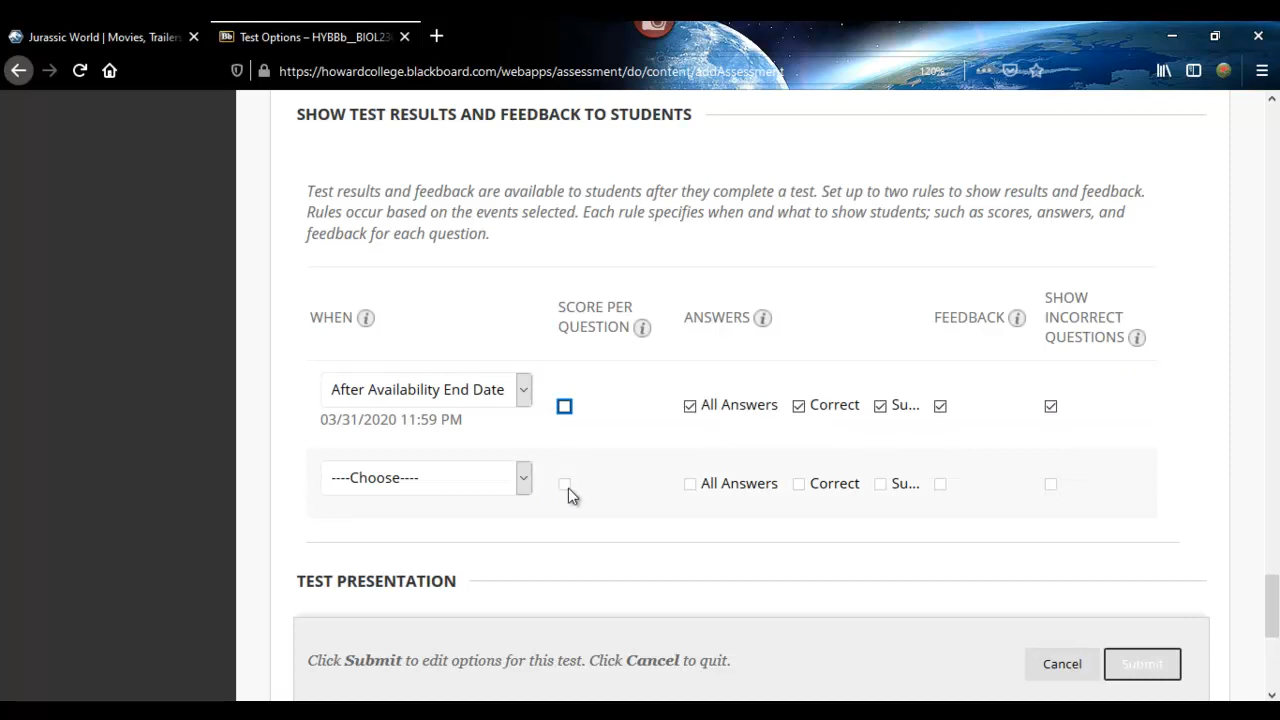 Jurassic World | Movies, Trailers
Test Options – HYBBb__BIOL23
https://howardcollege.blackboard.com/webapps/assessment/do/content/addAssessment
120%
SHOW TEST RESULTS AND FEEDBACK TO STUDENTS
Test results and feedback are available to students after they complete a test. Set up to two rules to show results and feedback.
Rules occur based on the events selected. Each rule specifies when and what to show students; such as scores, answers, and
feedback for each question.
WHEN
SCORE PER
QUESTION
ANSWERS
FEEDBACK
SHOW
INCORRECT
QUESTIONS
After Availability End Date
All Answers Correct Su...
03/31/2020 11:59 PM
----Choose----
All Answers Correct Su...
TEST PRESENTATION
Click Submit to edit options for this test. Click Cancel to quit.
Cancel
Submit